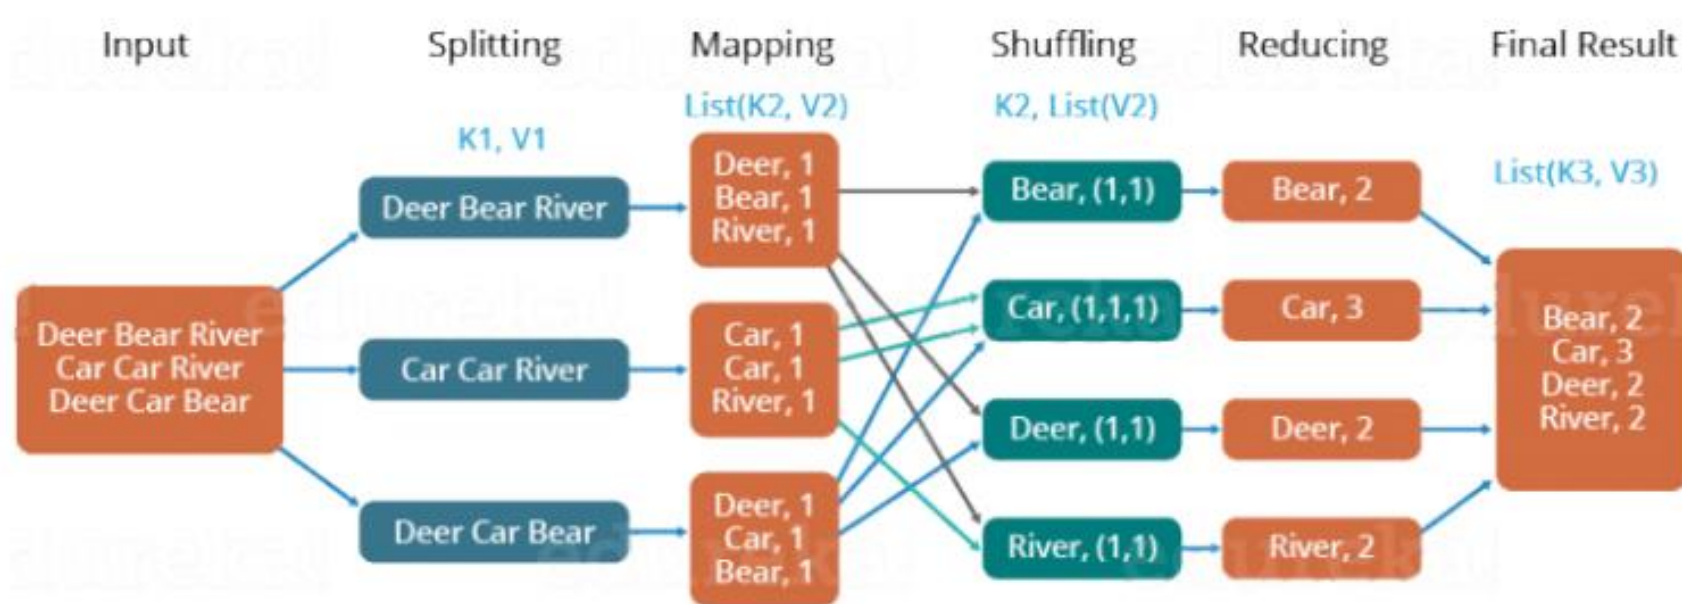 Input
Splitting
Mapping
Shuffling
Reducing
Final Result
K1, V1
List(K2, V2)
K2, List(V2)
List(K3, V3)
Deer Bear River
Car Car River
Deer Car Bear
Deer Bear River
Car Car River
Deer Car Bear
Deer, 1
Bear, 1
River, 1
Car, 1
Car, 1
River, 1
Deer, 1
Car, 1
Bear, 1
Bear, (1,1)
Car, (1,1,1)
Deer, (1,1)
River, (1,1)
Bear, 2
Car, 3
Deer, 2
River, 2
Bear, 2
Car, 3
Deer, 2
River, 2